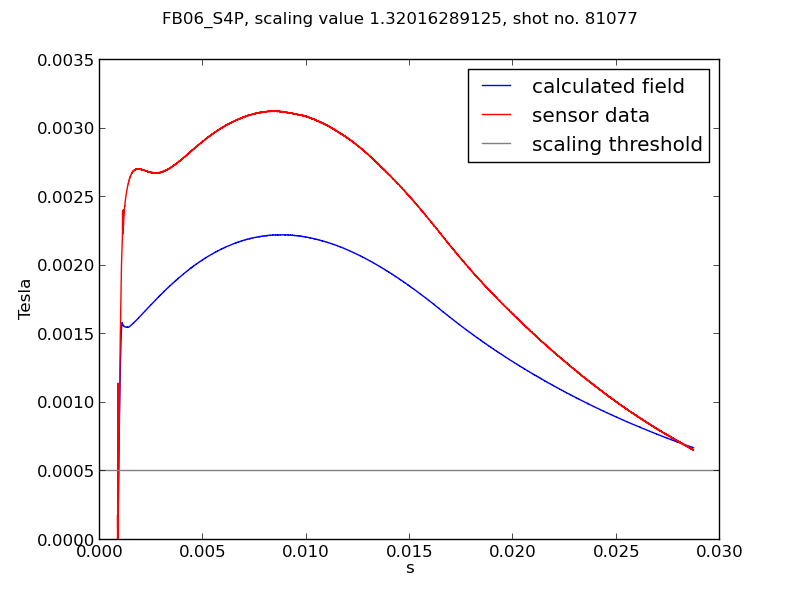 FB06_S4P, scaling value 1.32016289125, shot no. 81077
0.0035
0.0030
0.0025
0.0020
0.0015
0.0010
0.0005
0.0000
Tesla
calculated field
sensor data
scaling threshold
0.000
0.005
0.010
0.015
0.020
0.025
0.030
s